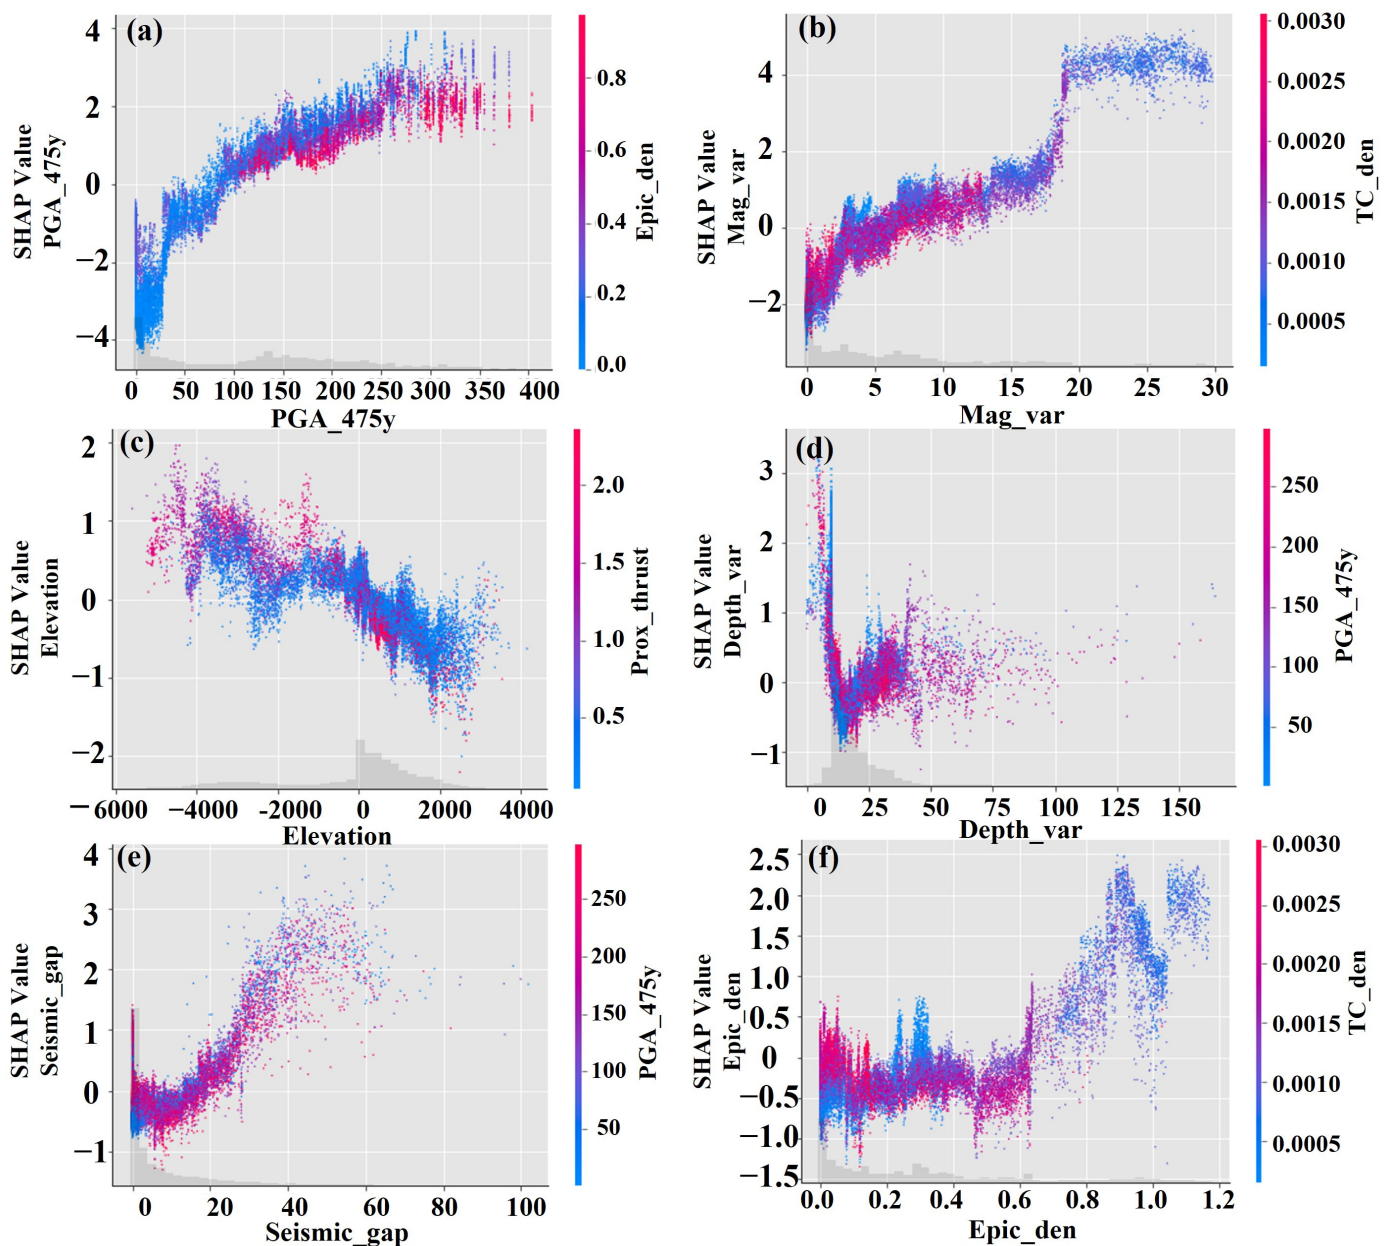 (a)
SHAP Value
PGA_475y
4
2
0
−2
−4
0 50 100 150 200 250 300 350 400
PGA_475y
0.8
0.6
0.4
0.2
0.0
Epic_den
(b)
SHAP Value
Mag_var
4
2
0
−2
0 5 10 15 20 25 30
Mag_var
0.0030
0.0025
0.0020
0.0015
0.0010
0.0005
TC_den
(c)
SHAP Value
Elevation
2
1
0
−1
−2
−6000 −4000 -2000 0 2000 4000
Elevation
2.0
1.5
1.0
0.5
Prox_thrust
(d)
SHAP Value
Depth_var
3
2
1
0
−1
0 25 50 75 100 125 150
Depth_var
250
200
150
100
50
PGA_475y
(e)
SHAP Value
Seismic_gap
4
3
2
1
0
−1
0 20 40 60 80 100
Seismic_gap
250
200
150
100
50
PGA_475y
(f)
SHAP Value
Epic_den
2.5
2.0
1.5
1.0
0.5
0
−0.5
−1.0
−1.5
0.0 0.2 0.4 0.6 0.8 1.0 1.2
Epic_den
0.0030
0.0025
0.0020
0.0015
0.0010
0.0005
TC_den